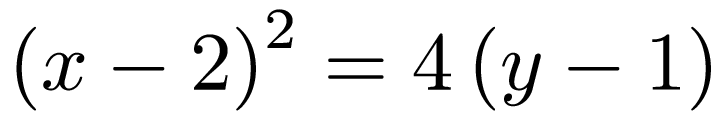 (x − 2)² = 4 (y − 1)